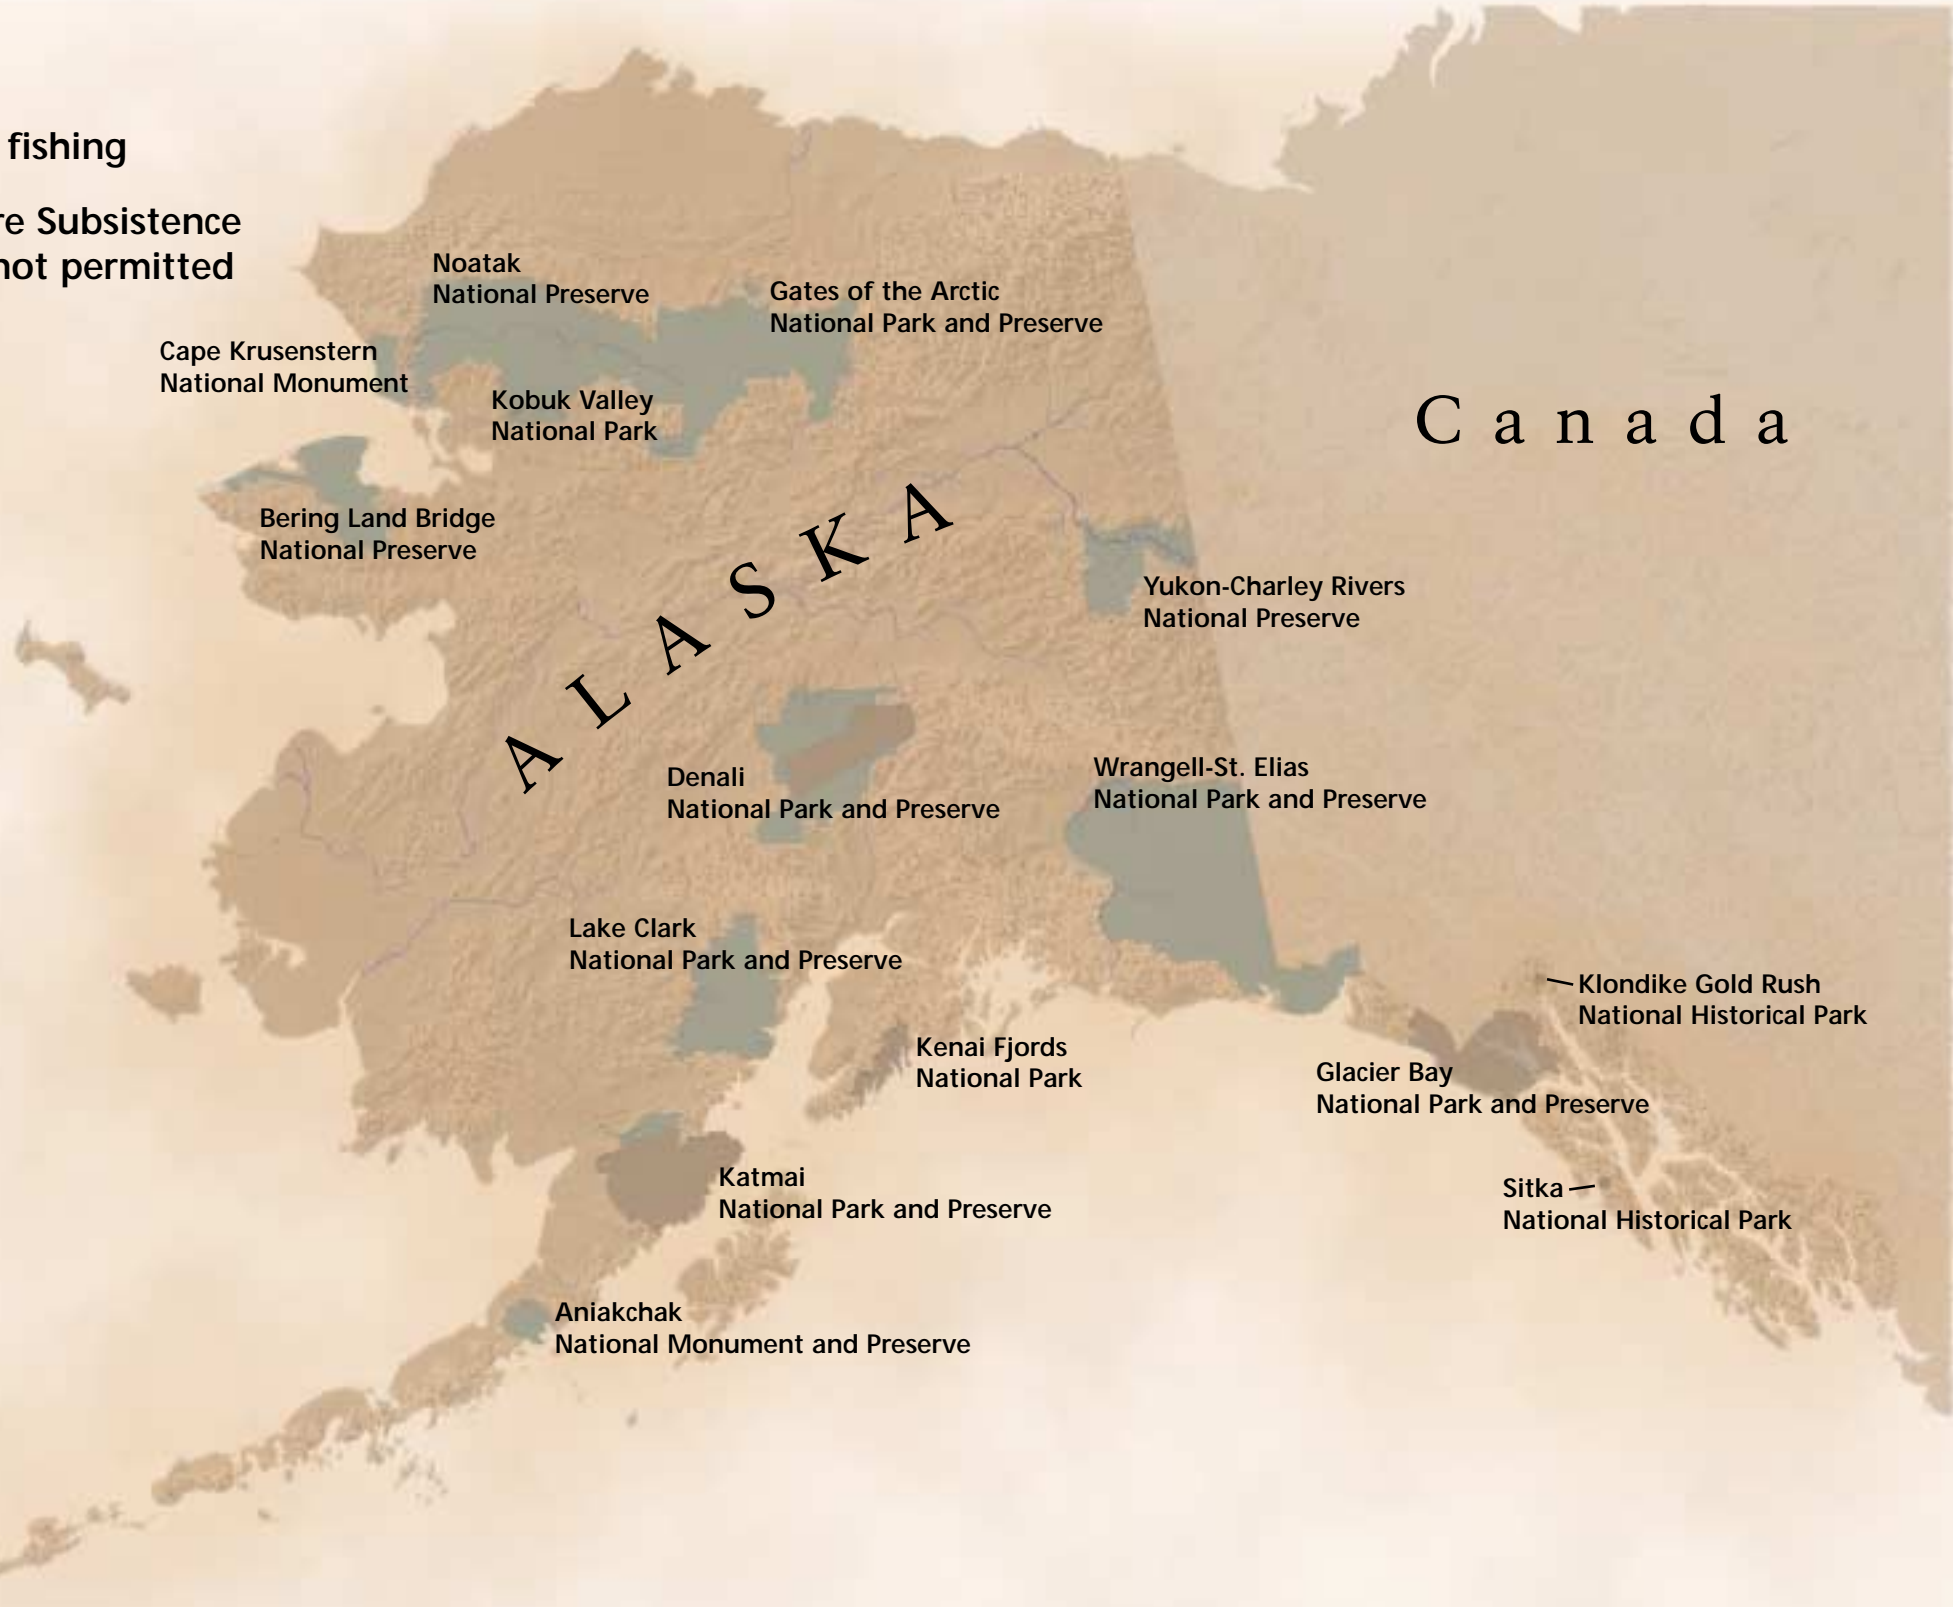 fishing
re Subsistence
not permitted
Noatak
National Preserve
Gates of the Arctic
National Park and Preserve
Cape Krusenstern
National Monument
Kobuk Valley
National Park
Canada
Bering Land Bridge
National Preserve
ALASKA
Yukon-Charley Rivers
National Preserve
Denali
National Park and Preserve
Wrangell-St. Elias
National Park and Preserve
Lake Clark
National Park and Preserve
Klondike Gold Rush
National Historical Park
Kenai Fjords
National Park
Glacier Bay
National Park and Preserve
Katmai
National Park and Preserve
Sitka
National Historical Park
Aniakchak
National Monument and Preserve